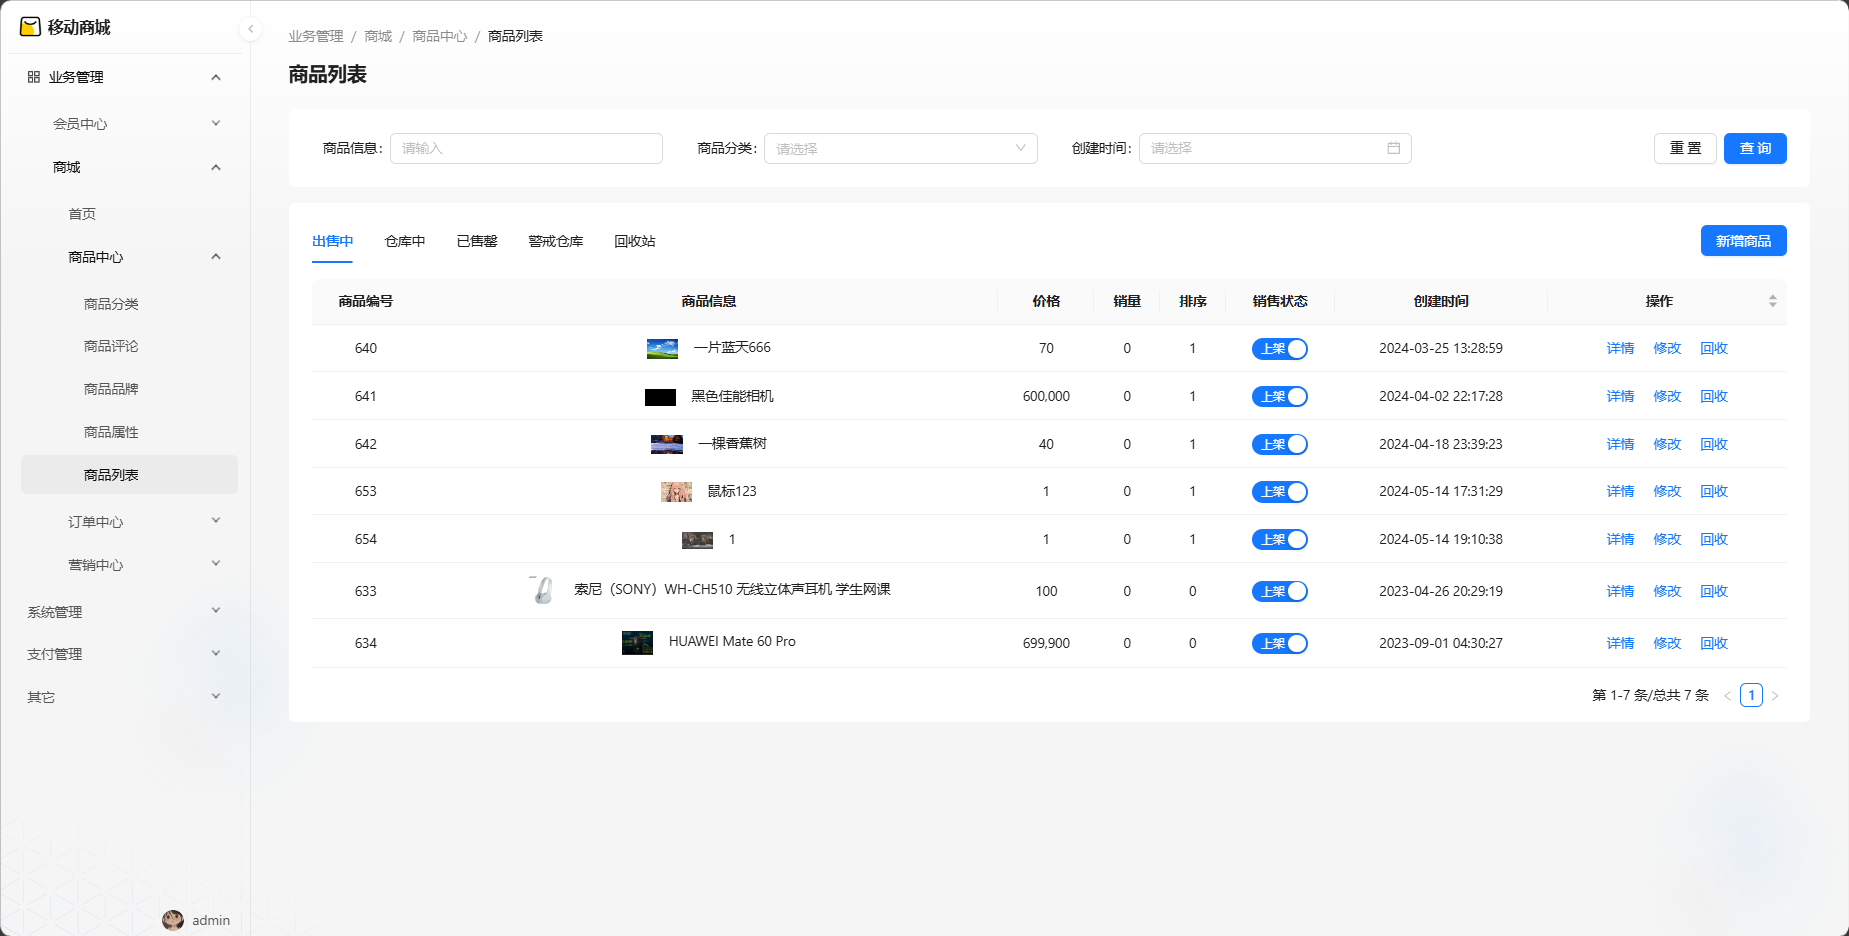 移动商城
业务管理
会员中心
商城
首页
商品中心
商品分类
商品评论
商品品牌
商品属性
商品列表
订单中心
营销中心
系统管理
支付管理
其它
admin
业务管理 / 商城 / 商品中心 / 商品列表
商品列表
商品信息: 请输入 商品分类: 请选择 创建时间: 请选择 重 置 查 询
出售中 仓库中 已售罄 警戒仓库 回收站 新增商品
商品编号 商品信息 价格 销量 排序 销售状态 创建时间 操作
640 一片蓝天666 70 0 1 上架 2024-03-25 13:28:59 详情 修改 回收
641 黑色佳能相机 600,000 0 1 上架 2024-04-02 22:17:28 详情 修改 回收
642 一棵香蕉树 40 0 1 上架 2024-04-18 23:39:23 详情 修改 回收
653 鼠标123 1 0 1 上架 2024-05-14 17:31:29 详情 修改 回收
654 1 1 0 1 上架 2024-05-14 19:10:38 详情 修改 回收
633 索尼（SONY）WH-CH510 无线立体声耳机 学生网课 100 0 0 上架 2023-04-26 20:29:19 详情 修改 回收
634 HUAWEI Mate 60 Pro 699,900 0 0 上架 2023-09-01 04:30:27 详情 修改 回收
第 1-7 条/总共 7 条 < 1 >